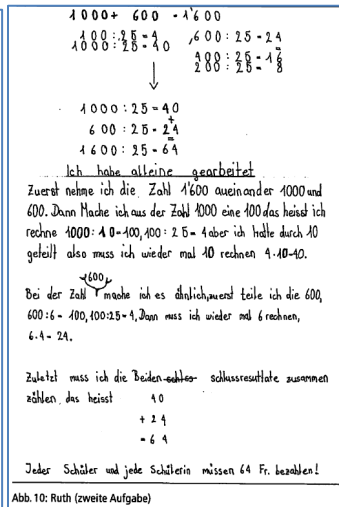 1000+ 600 = 1'600
100 : 25 = 4
1000 : 25 = 40
600 : 25 = 24
400 : 25 = 16
200 : 25 = 8
1000 : 25 = 40
+
600 : 25 = 24
=
1600 : 25 = 64
Ich habe alleine gearbeitet
Zuerst nehme ich die Zahl 1'600 aueinander 1000 und
600. Dann Mache ich aus der Zahl 1000 eine 100 das heisst ich
rechne 1000 : 10 = 100, 100 : 25 = 4 aber ich hatte durch 10
geteilt also muss ich wieder mal 10 rechnen 4·10=40.
Bei der Zahl 600 mache ich es ähnlich, zuerst teile ich die 600,
600 : 6 = 100, 100:25 = 4, Dann muss ich wieder mal 6 rechnen,
6·4 = 24.
Zuletzt muss ich die Beiden schlussresultate zusammen
zählen, das heisst 40
+ 24
= 64
Jeder Schüler und jede Schülerin müssen 64 Fr. bezahlen!
Abb. 10: Ruth (zweite Aufgabe)